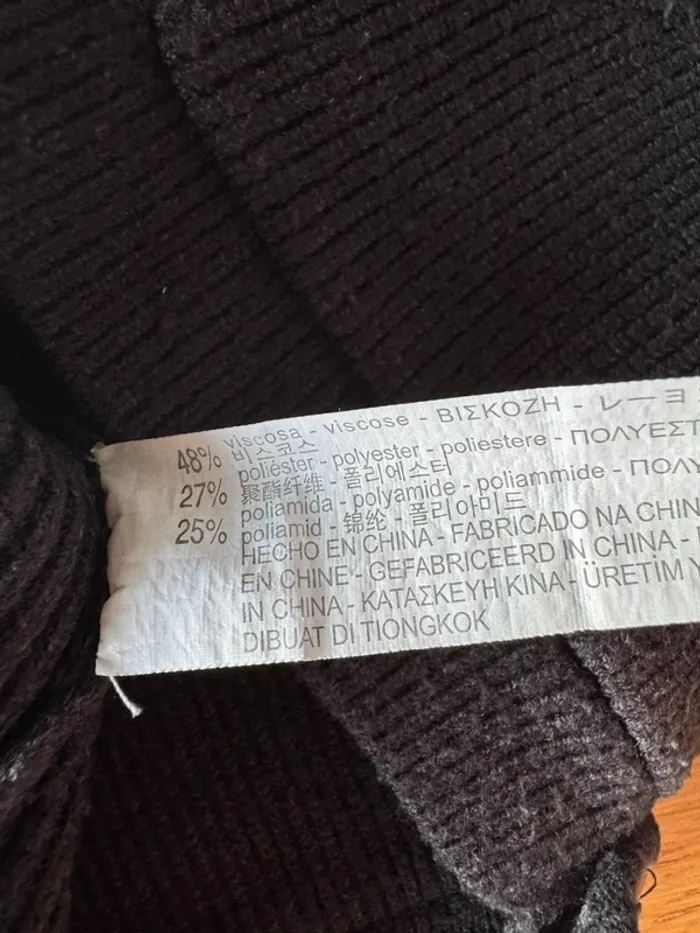 48% viscosa - viscose - ΒΙΣΚΟΖΗ - レーヨ
비스코스
27% poliéster - polyester - poliestere - ΠΟΛΥΕΣΤ
聚酯纤维 - 폴리에스터
25% poliamida - polyamide - poliammide - ΠΟΛΥ
poliamid - 锦纶 - 폴리아미드
HECHO EN CHINA - FABRICADO NA CHIN
EN CHINE - GEFABRICEERD IN CHINA -
IN CHINA - ΚΑΤΑΣΚΕΥΗ ΚΙΝΑ - ÜRETİM Y
DIBUAT DI TIONGKOK